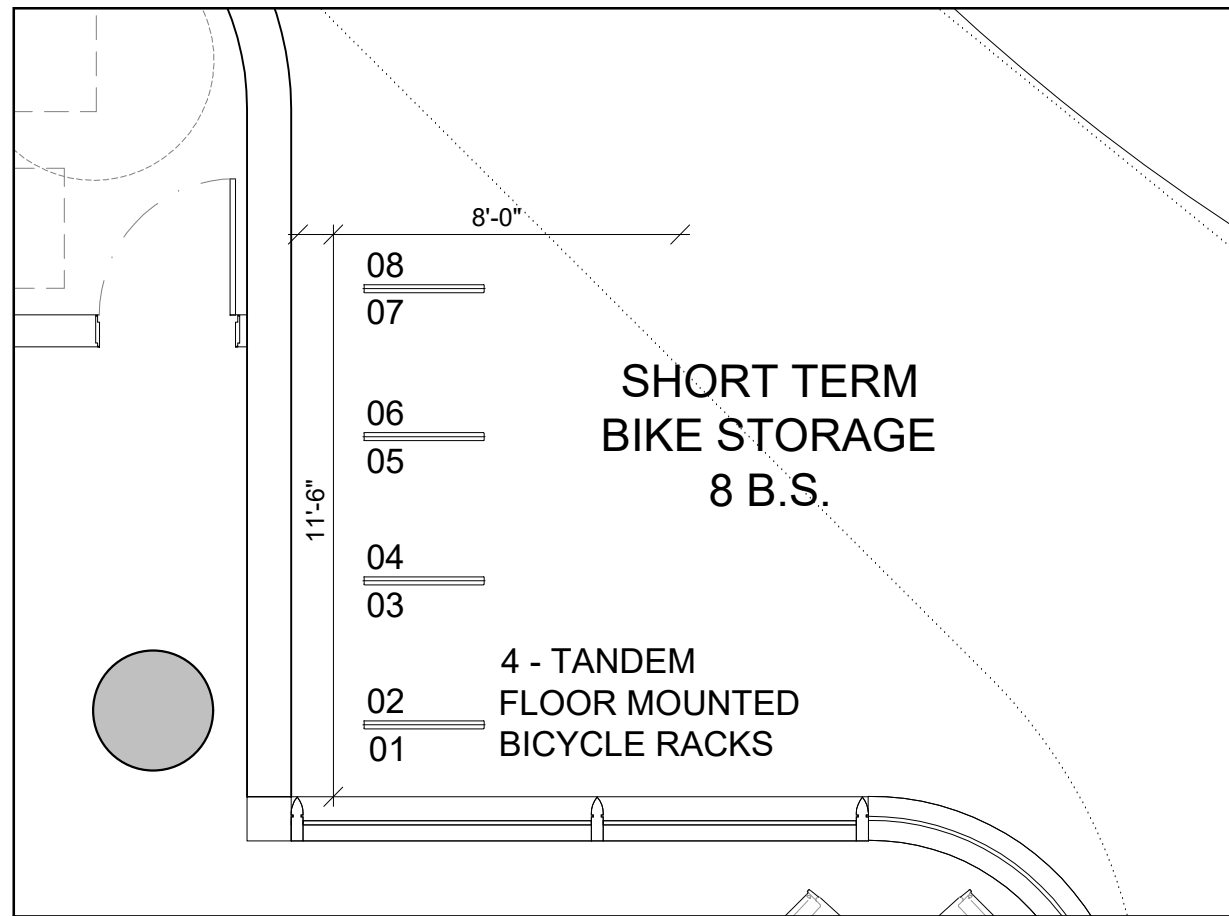 8'-0"
08
07
06
05
11'-6"
04
03
02
01
SHORT TERM
BIKE STORAGE
8 B.S.
4 - TANDEM
FLOOR MOUNTED
BICYCLE RACKS